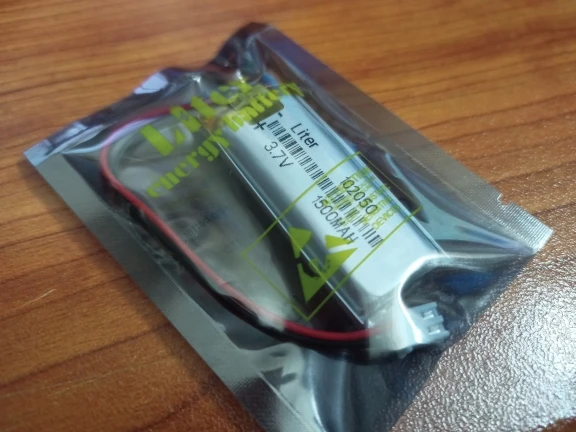 Liter
energy battery
- Liter
+ 3.7V
102050
1500MAH